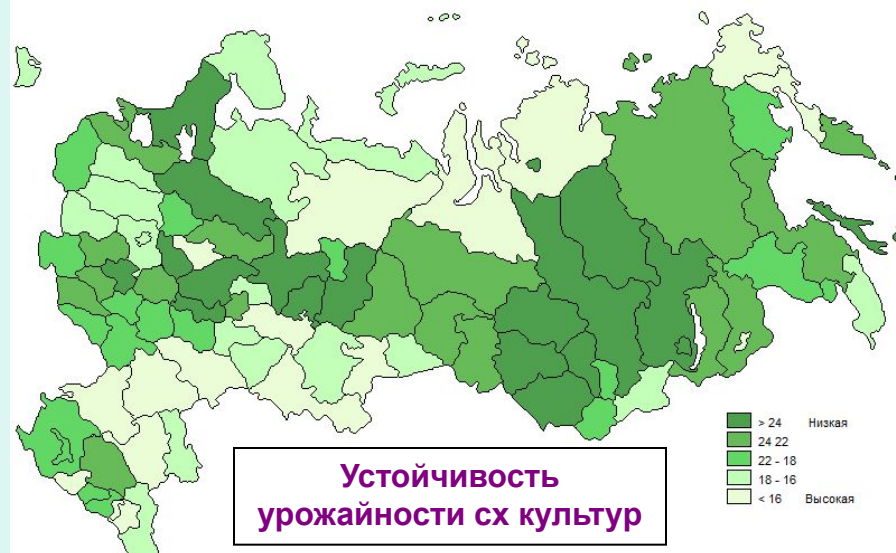 > 24 Низкая
24 22
22 - 18
18 - 16
< 16 Высокая
Устойчивость
урожайности сх культур